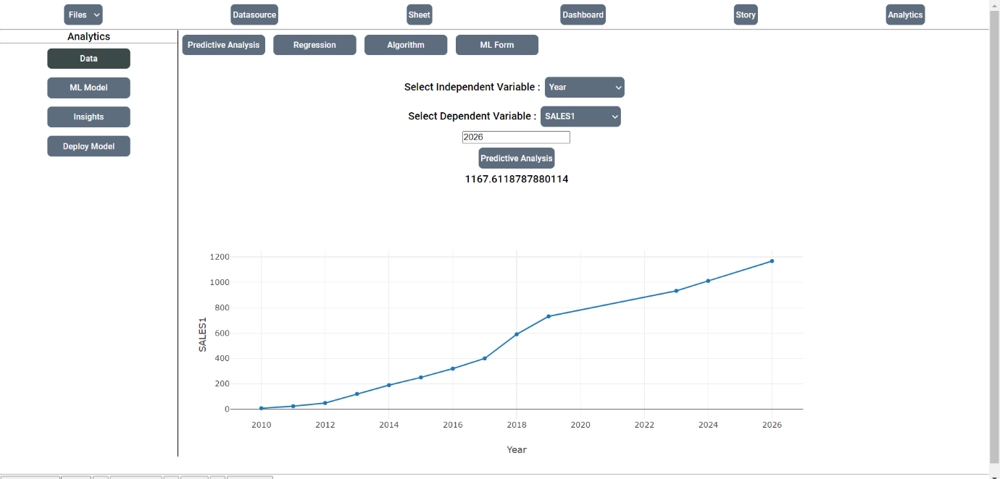 Files Datasource Sheet Dashboard Story Analytics
Analytics
Data
ML Model
Insights
Deploy Model
Predictive Analysis Regression Algorithm ML Form
Select Independent Variable : Year
Select Dependent Variable : SALES1
2026
Predictive Analysis
1167.6118787880114
1200
1000
800
600
400
200
0
SALES1
2010 2012 2014 2016 2018 2020 2022 2024 2026
Year